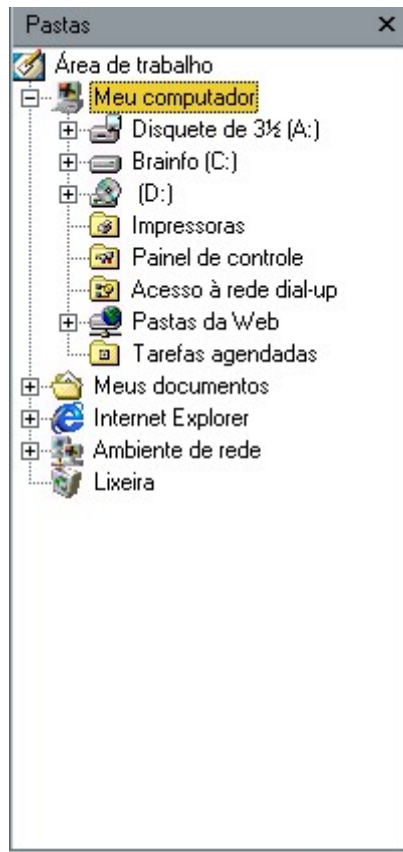 Pastas
Área de trabalho
Meu computador
Disquete de 3½ (A:)
Brainfo (C:)
(D:)
Impressoras
Painel de controle
Acesso à rede dial-up
Pastas da Web
Tarefas agendadas
Meus documentos
Internet Explorer
Ambiente de rede
Lixeira